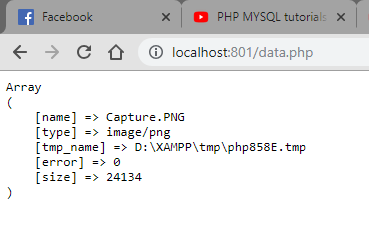 Facebook
PHP MYSQL tutorials
localhost:801/data.php
Array
(
    [name] => Capture.PNG
    [type] => image/png
    [tmp_name] => D:\XAMPP\tmp\php858E.tmp
    [error] => 0
    [size] => 24134
)